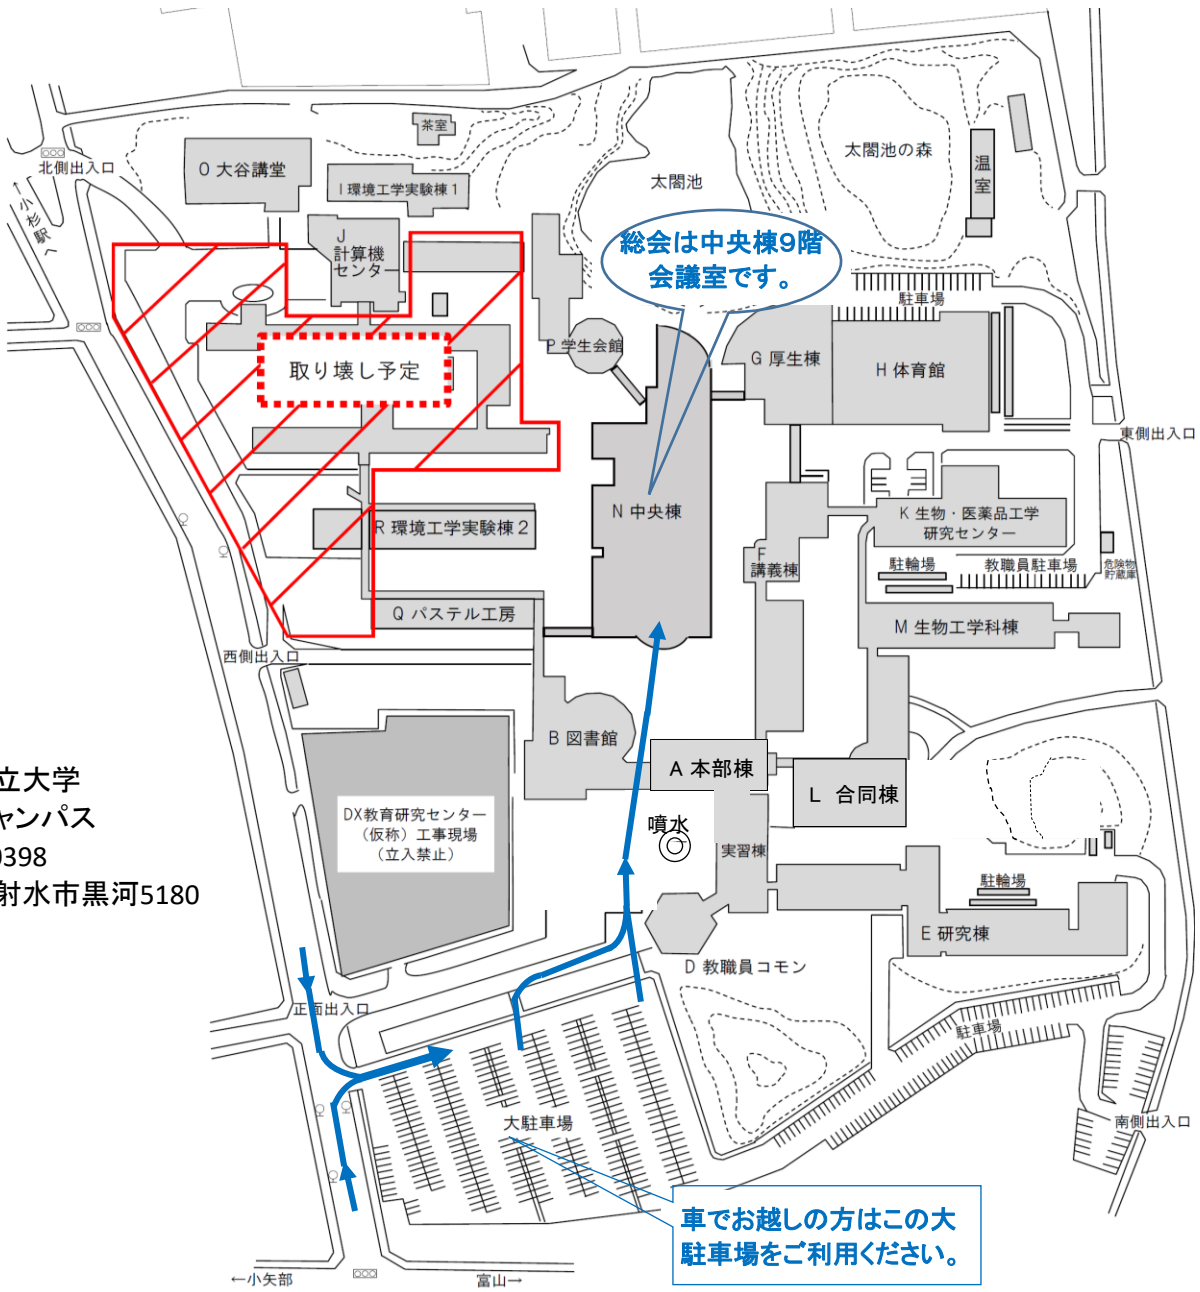 茶室
北側出入口
O 大谷講堂
I 環境工学実験棟1
太閤池
太閤池の森
温室
←小杉駅へ
J
計算機
センター
総会は中央棟9階
会議室です。
駐車場
P 学生会館
G 厚生棟
H 体育館
取り壊し予定
東側出入口
N 中央棟
K 生物・医薬品工学
研究センター
R 環境工学実験棟2
F
講義棟
駐輪場
教職員駐車場
危険物
貯蔵庫
Q パステル工房
M 生物工学科棟
西側出入口
B 図書館
A 本部棟
L 合同棟
立大学
ャンパス
0398
射水市黒河5180
DX教育研究センター
（仮称）工事現場
（立入禁止）
噴水
実習棟
駐輪場
E 研究棟
D 教職員コモン
正面出入口
駐車場
大駐車場
南側出入口
車でお越しの方はこの大
駐車場をご利用ください。
←小矢部
富山→